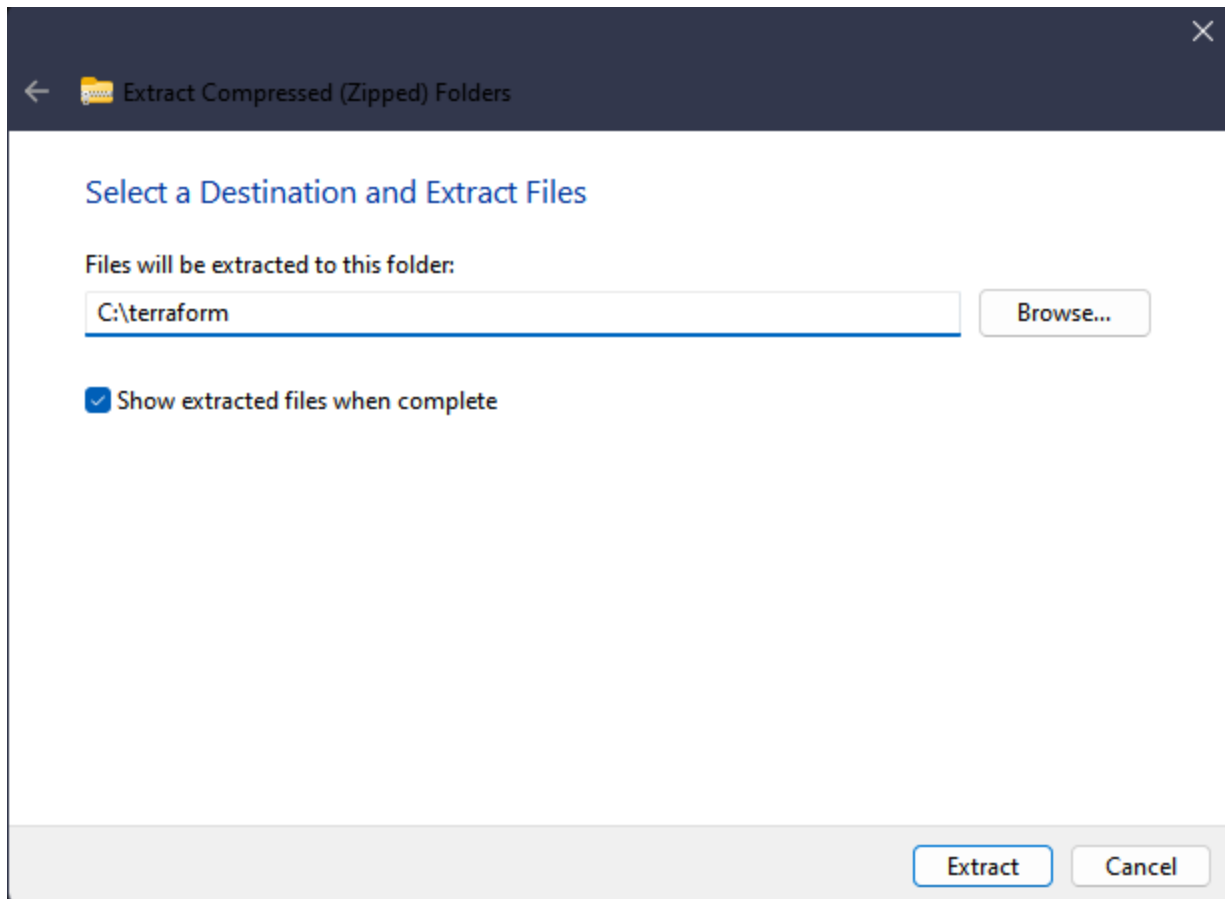 Extract Compressed (Zipped) Folders
Select a Destination and Extract Files
Files will be extracted to this folder:
C:\terraform
Browse...
Show extracted files when complete
Extract
Cancel